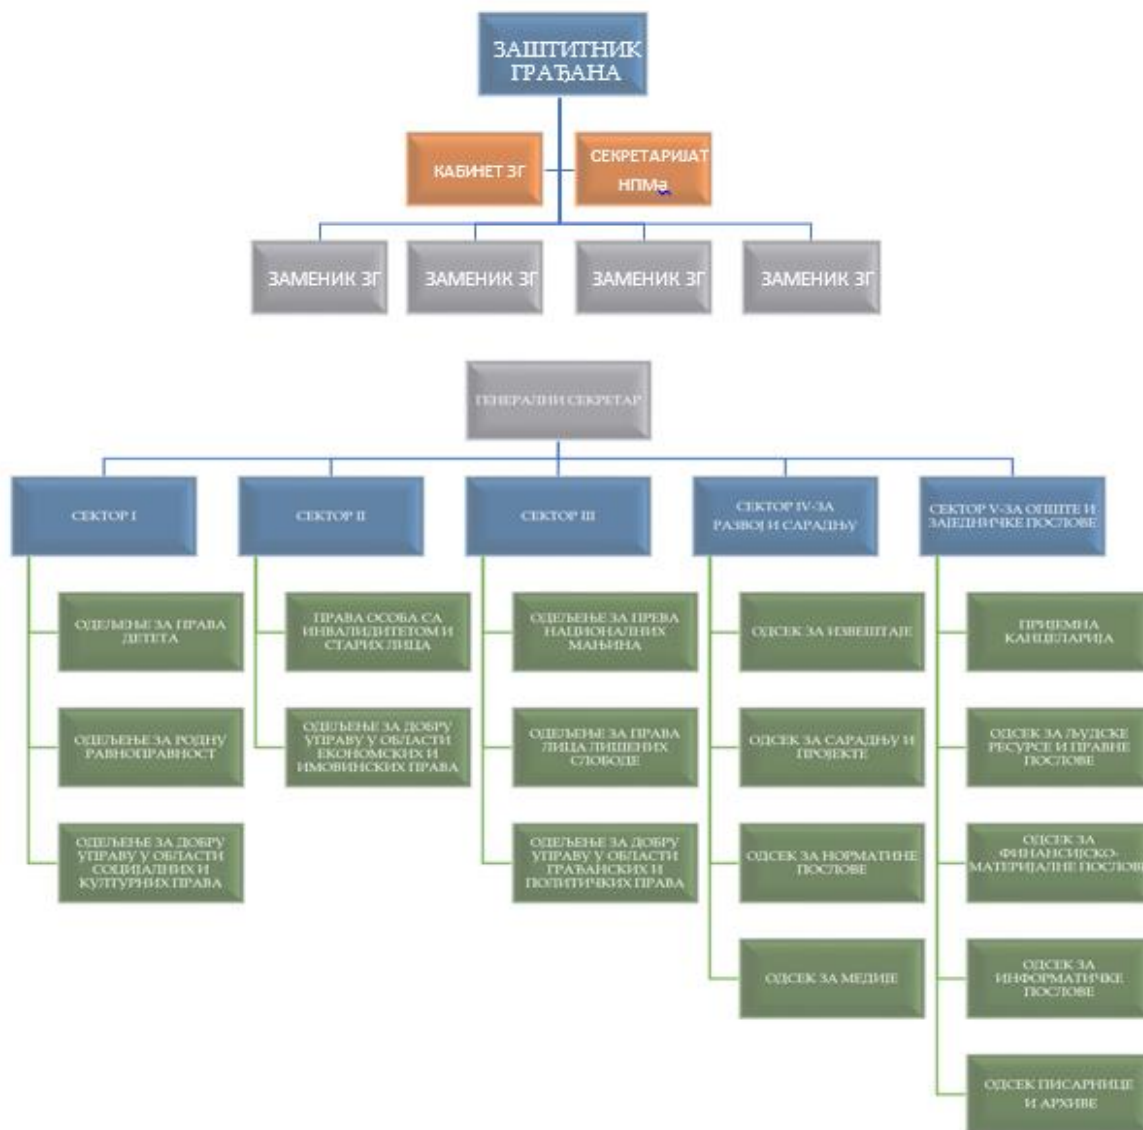 ЗАШТИТНИК
ГРАЂАНА
КАБИНЕТ ЗГ
СЕКРЕТАРИЈАТ
НПМа
ЗАМЕНИК ЗГ
ЗАМЕНИК ЗГ
ЗАМЕНИК ЗГ
ЗАМЕНИК ЗГ
ГЕНЕРАЛНИ СЕКРЕТАР
СЕКТОР I
ОДЕЉЕЊЕ ЗА ПРАВА
ДЕТЕТА
ОДЕЉЕЊЕ ЗА РОДНУ
РАВНОПРАВНОСТ
ОДЕЉЕЊЕ ЗА ДОБРУ
УПРАВУ У ОБЛАСТИ
СОЦИЈАЛНИХ И
КУЛТУРНИХ ПРАВА
СЕКТОР II
ПРАВА ОСОБА СА
ИНВАЛИДИТЕТОМ И
СТАРИХ ЛИЦА
ОДЕЉЕЊЕ ЗА ДОБРУ
УПРАВУ У ОБЛАСТИ
ЕКОНОМСКИХ И
ИМОВИНСКИХ ПРАВА
СЕКТОР III
ОДЕЉЕЊЕ ЗА ПРЕВА
НАЦИОНАЛНИХ
МАЊИНА
ОДЕЉЕЊЕ ЗА ПРАВА
ЛИЦА ЛИШЕНИХ
СЛОБОДЕ
ОДЕЉЕЊЕ ЗА ДОБРУ
УПРАВУ У ОБЛАСТИ
ГРАЂАНСКИХ И
ПОЛИТИЧКИХ ПРАВА
СЕКТОР IV-ЗА
РАЗВОЈ И САРАДЊУ
ОДСЕК ЗА ИЗВЕШТАЈЕ
ОДСЕК ЗА САРАДЊУ И
ПРОЈЕКТЕ
ОДСЕК ЗА НОРМАТИНЕ
ПОСЛОВЕ
ОДСЕК ЗА МЕДИЈЕ
СЕКТОР V-ЗА ОПШТЕ И
ЗАЈЕДНИЧКЕ ПОСЛОВЕ
ПРИЈЕМНА
КАНЦЕЛАРИЈА
ОДСЕК ЗА ЉУДСКЕ
РЕСУРСЕ И ПРАВНЕ
ПОСЛОВЕ
ОДСЕК ЗА
ФИНАНСИЈСКО-
МАТЕРИЈАЛНЕ ПОСЛОВЕ
ОДСЕК ЗА
ИНФОРМАТИЧКЕ
ПОСЛОВЕ
ОДСЕК ПИСАРНИЦЕ
И АРХИВЕ